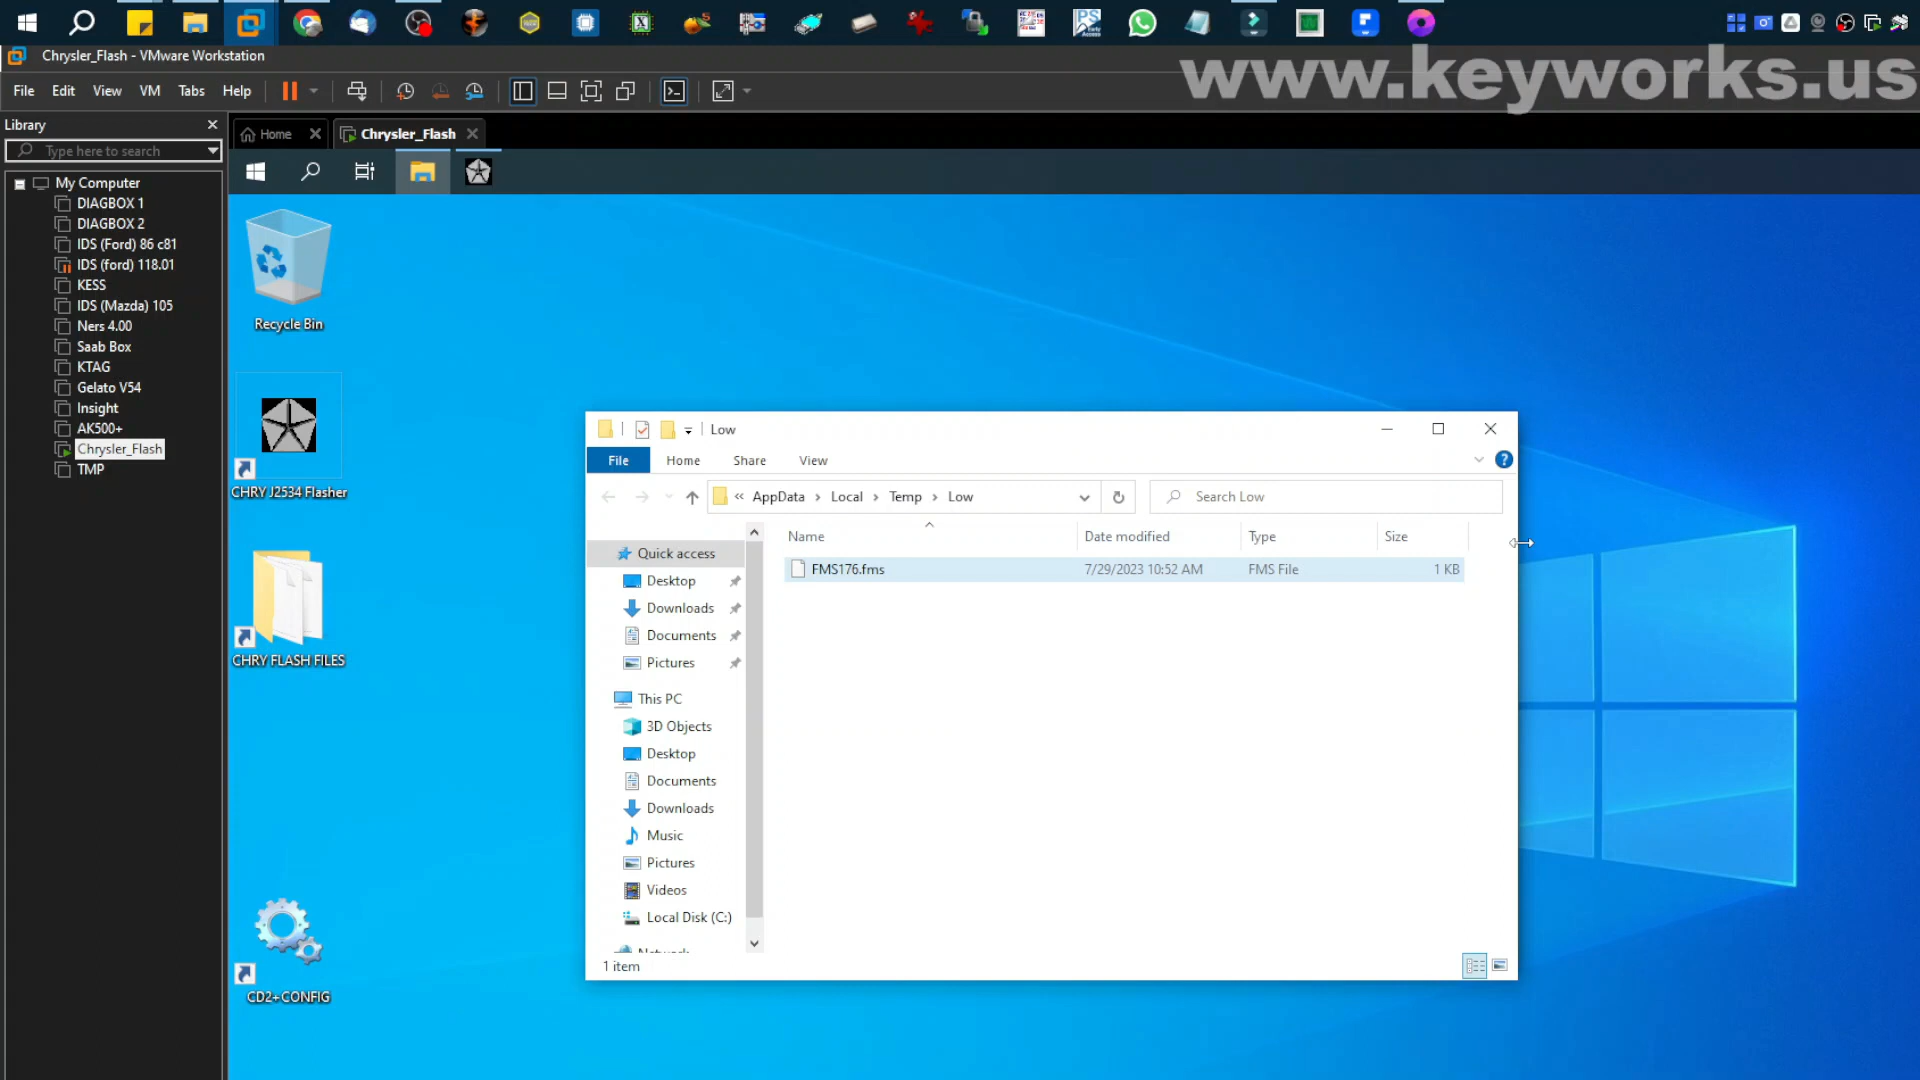 Chrysler_Flash - VMware Workstation
www.keyworks.us
File Edit View VM Tabs Help
Library
Type here to search
My Computer
DIAGBOX 1
DIAGBOX 2
IDS (Ford) 86 c81
IDS (ford) 118.01
KESS
IDS (Mazda) 105
Ners 4.00
Saab Box
KTAG
Gelato V54
Insight
AK500+
Chrysler_Flash
TMP
Home
Chrysler_Flash
Recycle Bin
CHRY J2534 Flasher
CHRY FLASH FILES
CD2+CONFIG
Low
File Home Share View
« AppData › Local › Temp › Low
Search Low
Name Date modified Type Size
FMS176.fms 7/29/2023 10:52 AM FMS File 1 KB
Quick access
Desktop
Downloads
Documents
Pictures
This PC
3D Objects
Desktop
Documents
Downloads
Music
Pictures
Videos
Local Disk (C:)
Network
1 item